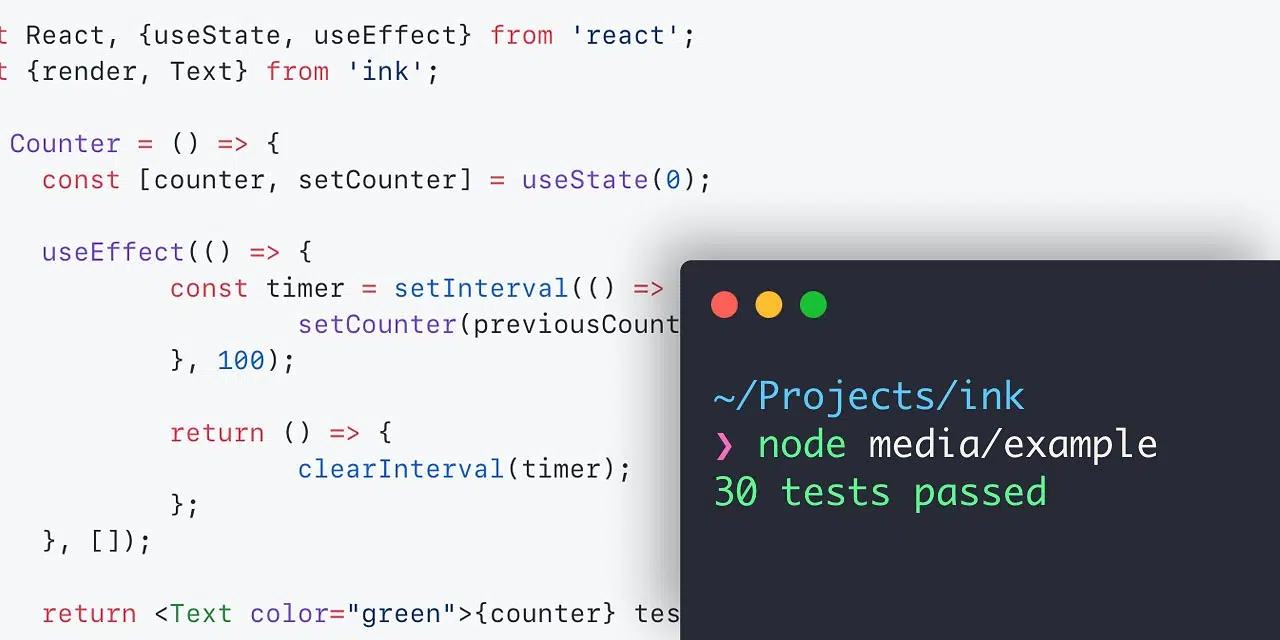 React, {useState, useEffect} from 'react';
{render, Text} from 'ink';
Counter = () => {
const [counter, setCounter] = useState(0);
useEffect(() => {
const timer = setInterval(() =>
setCounter(previousCount
}, 100);
return () => {
clearInterval(timer);
};
}, []);
return <Text color="green">{counter} tes
~/Projects/ink
❯ node media/example
30 tests passed